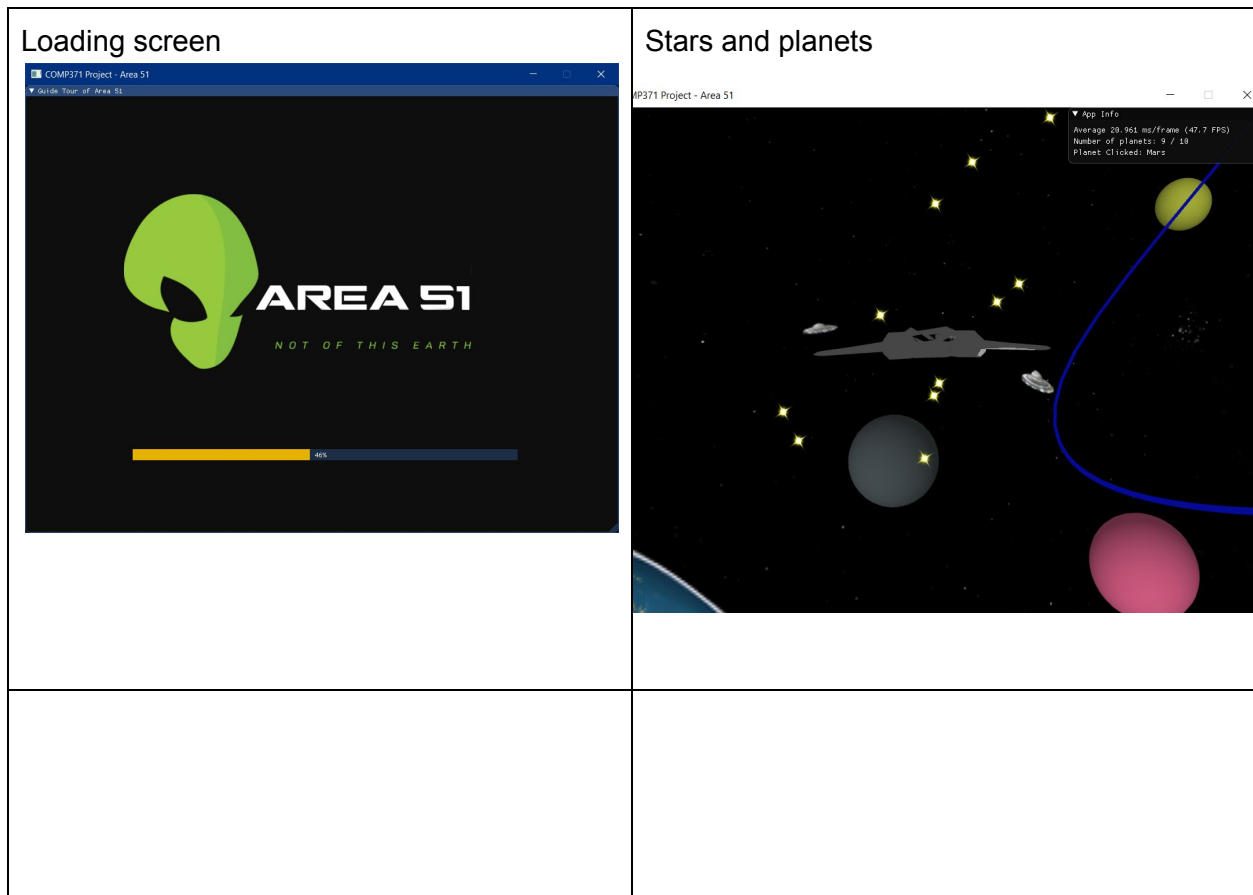 Loading screen
COMP371 Project - Area 51
Guide Tour of Area 51
AREA 51
NOT OF THIS EARTH
46%
Stars and planets
MP371 Project - Area 51
App Info
Average 20.961 ms/frame (47.7 FPS)
Number of planets: 9 / 10
Planet Clicked: Mars